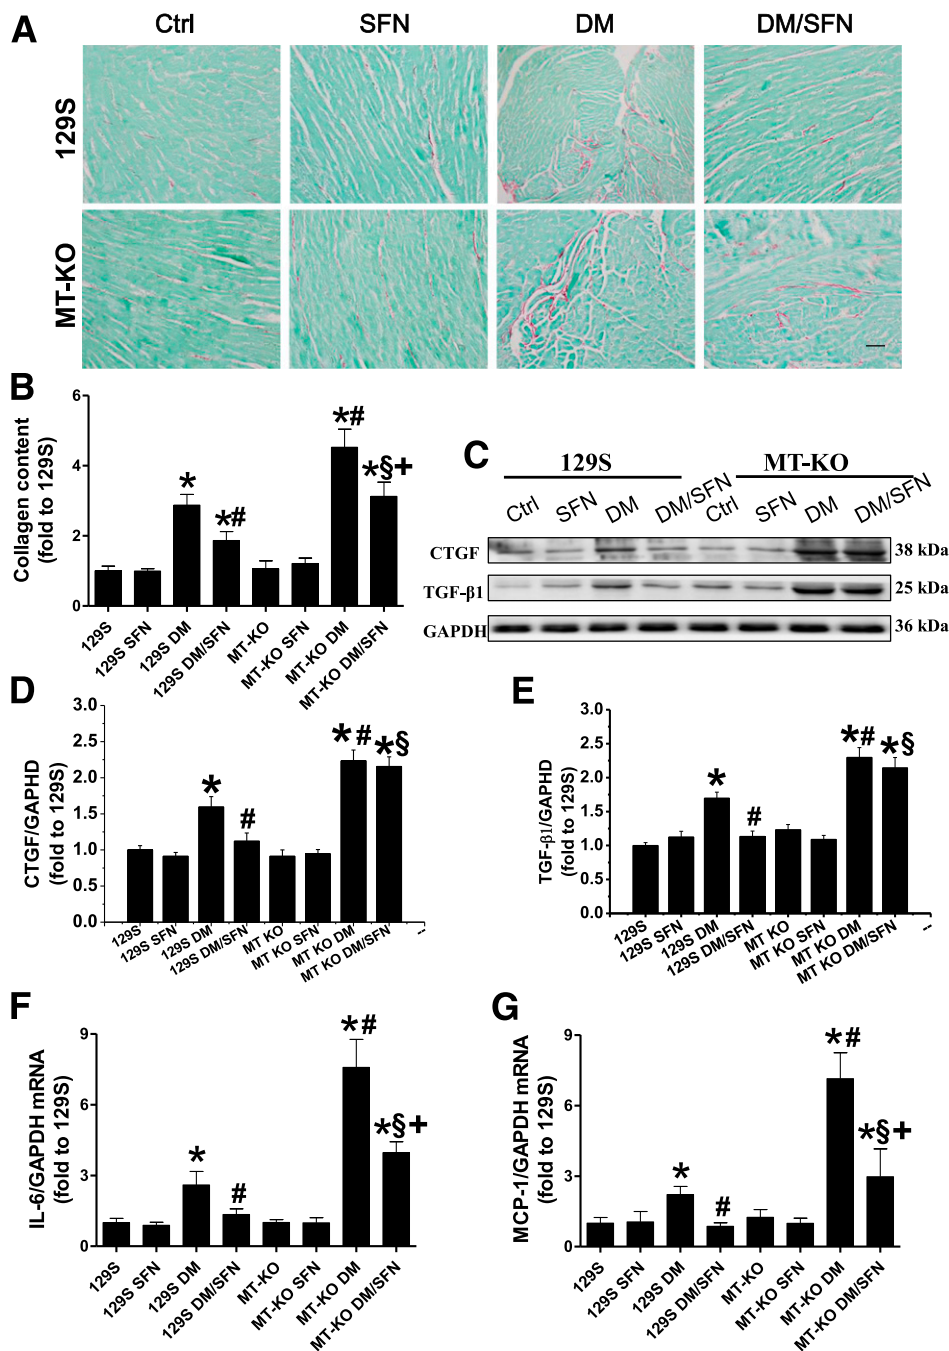 A
Ctrl SFN DM DM/SFN
129S
MT-KO
B
Collagen content
(fold to 129S)
6
4
2
0
*
*#
*#
*§+
129S
129S SFN
129S DM
129S DM/SFN
MT-KO
MT-KO SFN
MT-KO DM
MT-KO DM/SFN
C
129S MT-KO
Ctrl SFN DM DM/SFN Ctrl SFN DM DM/SFN
CTGF 38 kDa
TGF-β1 25 kDa
GAPDH 36 kDa
D
CTGF/GAPHD
(fold to 129S)
3.0
2.5
2.0
1.5
1.0
0.5
0.0
*
#
*#
*§
129S
129S SFN
129S DM
129S DM/SFN
MT KO
MT KO SFN
MT KO DM
MT KO DM/SFN
--
E
TGF-β1/GAPHD
(fold to 129S)
3.0
2.5
2.0
1.5
1.0
0.5
0.0
*
#
*#
*§
129S
129S SFN
129S DM
129S DM/SFN
MT KO
MT KO SFN
MT KO DM
MT KO DM/SFN
--
F
IL-6/GAPDH mRNA
(fold to 129S)
9
6
3
0
*
#
*#
*§+
129S
129S SFN
129S DM
129S DM/SFN
MT-KO
MT-KO SFN
MT-KO DM
MT-KO DM/SFN
G
MCP-1/GAPDH mRNA
(fold to 129S)
9
6
3
0
*
#
*#
*§+
129S
129S SFN
129S DM
129S DM/SFN
MT-KO
MT-KO SFN
MT-KO DM
MT-KO DM/SFN